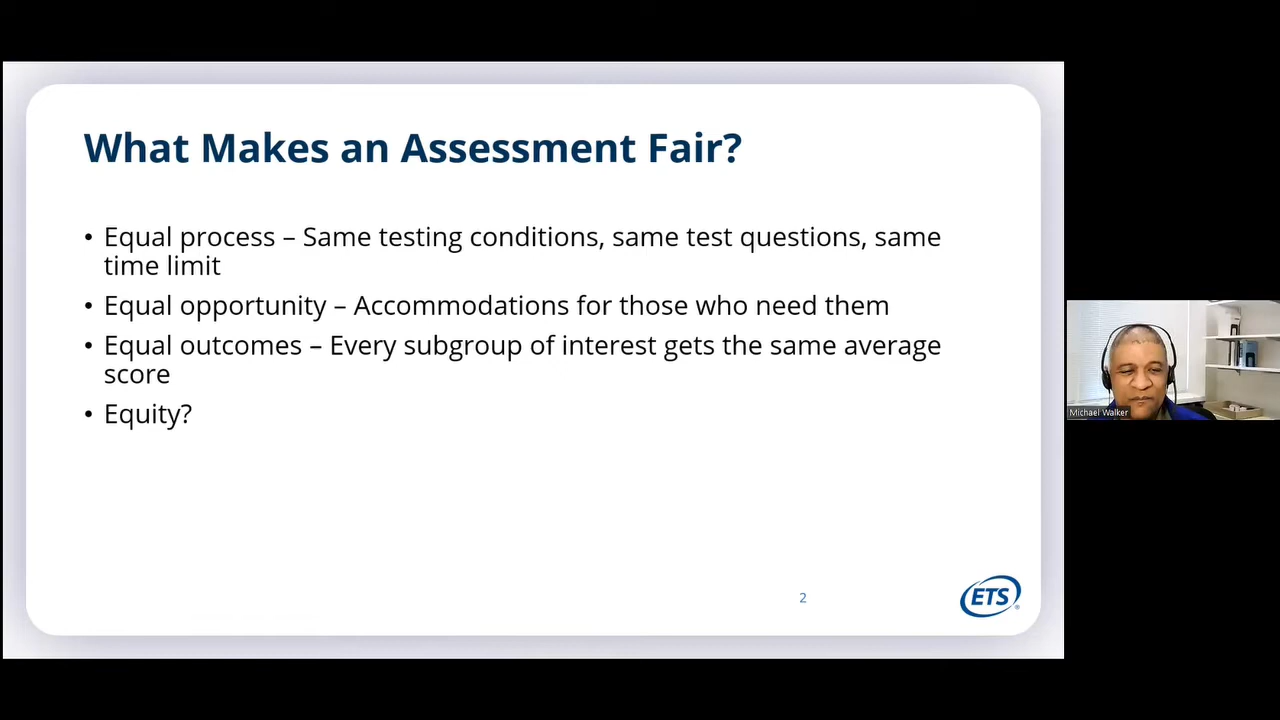 What Makes an Assessment Fair?
• Equal process – Same testing conditions, same test questions, same
time limit
• Equal opportunity – Accommodations for those who need them
• Equal outcomes – Every subgroup of interest gets the same average
score
• Equity?
Michael Walker
2
ETS®